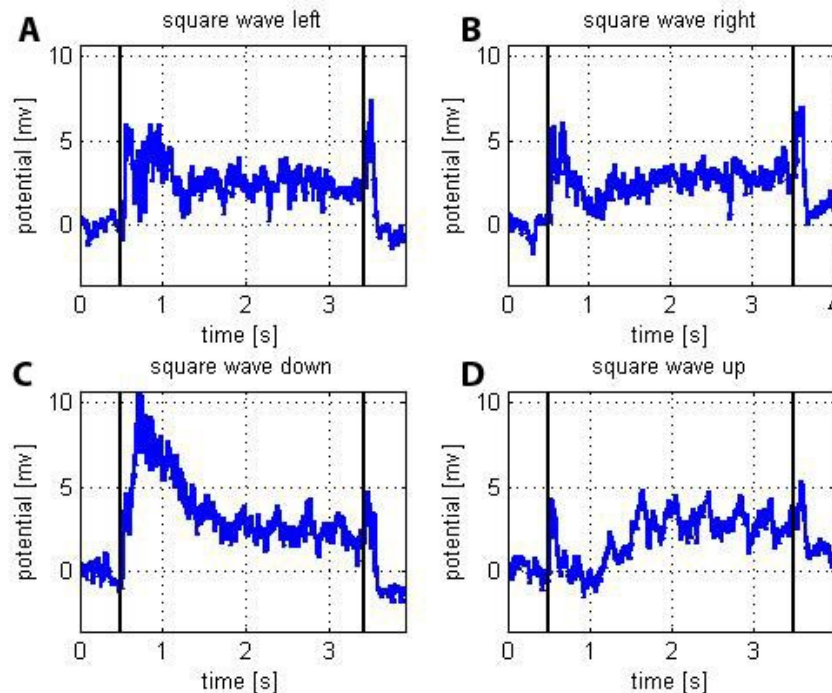 A
square wave left
10
5
0
potential [mv]
0 1 2 3
time [s]
B
square wave right
10
5
0
potential [mv]
0 1 2 3
time [s]
C
square wave down
10
5
0
potential [mv]
0 1 2 3
time [s]
D
square wave up
10
5
0
potential [mv]
0 1 2 3
time [s]